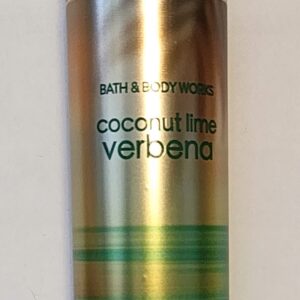 BATH & BODY WORKS
coconut lime
verbena